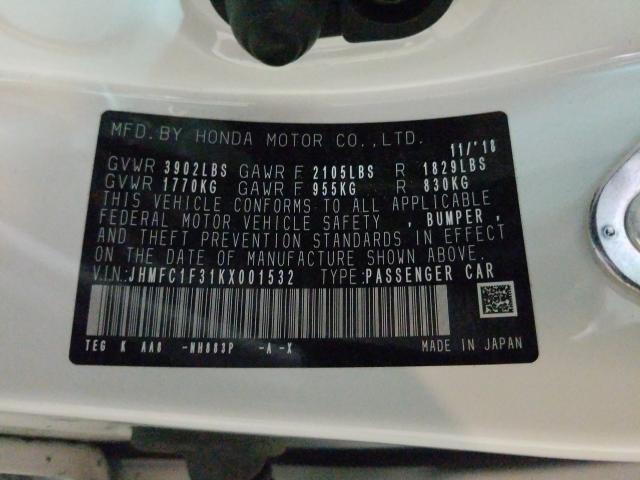 MFD. BY HONDA MOTOR CO., LTD. 11/'18
GVWR 3902LBS GAWR F 2105LBS R 1829LBS
GVWR 1770KG GAWR F 955KG R 830KG
THIS VEHICLE CONFORMS TO ALL APPLICABLE
FEDERAL MOTOR VEHICLE SAFETY , BUMPER ,
AND THEFT PREVENTION STANDARDS IN EFFECT
ON THE DATE OF MANUFACTURE SHOWN ABOVE.
VIN:JHMFC1F31KX001532 TYPE:PASSENGER CAR
TEG K AA0 -NH883P -A -X
MADE IN JAPAN